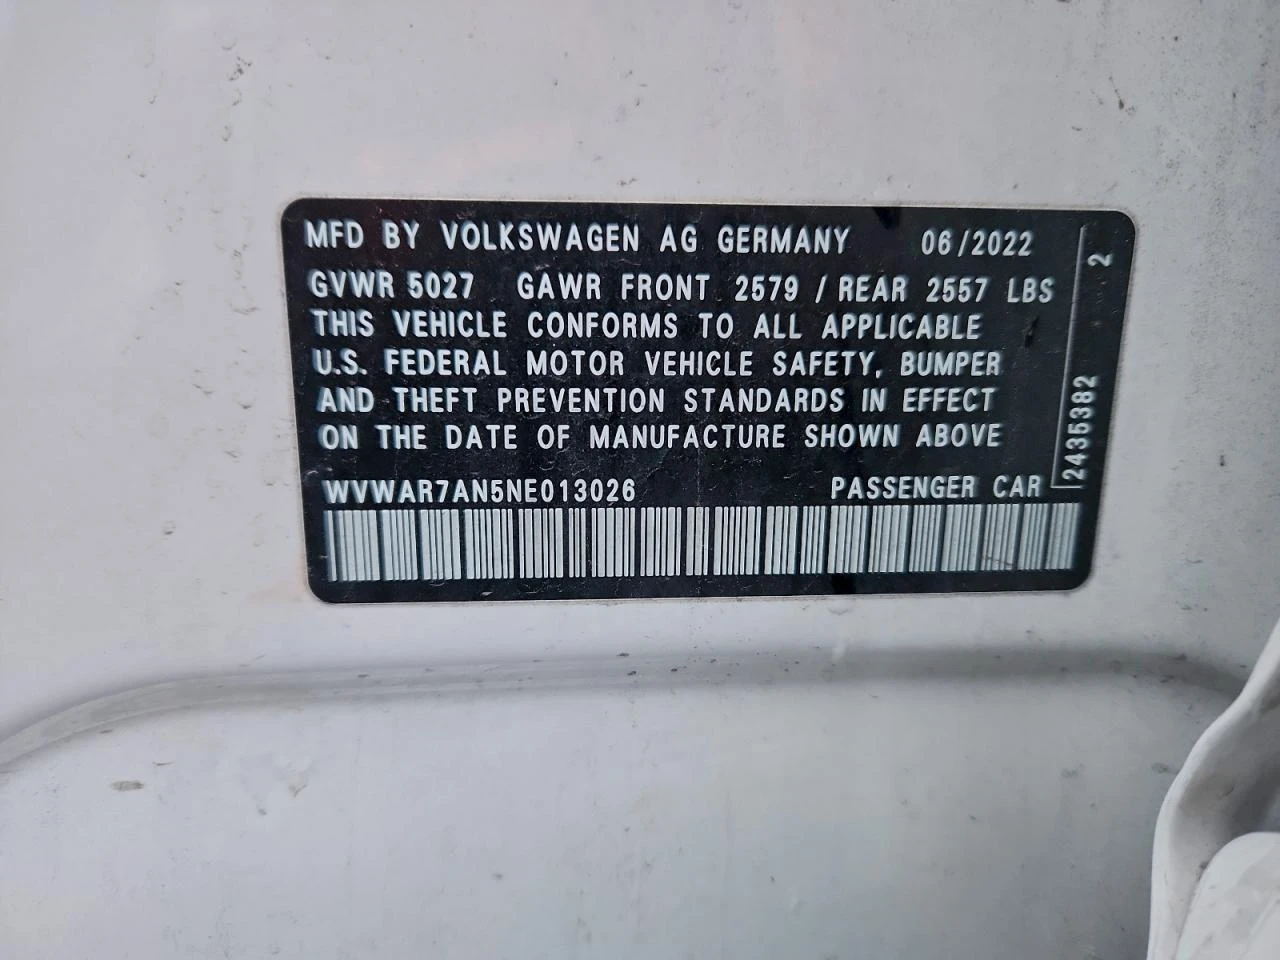 MFD BY VOLKSWAGEN AG GERMANY 06/2022
GVWR 5027 GAWR FRONT 2579 / REAR 2557 LBS
THIS VEHICLE CONFORMS TO ALL APPLICABLE
U.S. FEDERAL MOTOR VEHICLE SAFETY, BUMPER
AND THEFT PREVENTION STANDARDS IN EFFECT
ON THE DATE OF MANUFACTURE SHOWN ABOVE
WVWAR7AN5NE013026 PASSENGER CAR
2435382 2